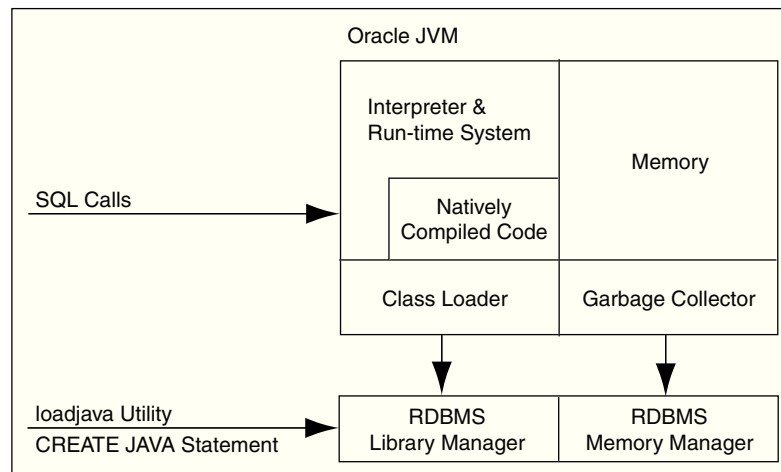 Oracle JVM
Interpreter &
Run-time System
Memory
SQL Calls
Natively
Compiled Code
Class Loader
Garbage Collector
loadjava Utility
CREATE JAVA Statement
RDBMS
Library Manager
RDBMS
Memory Manager